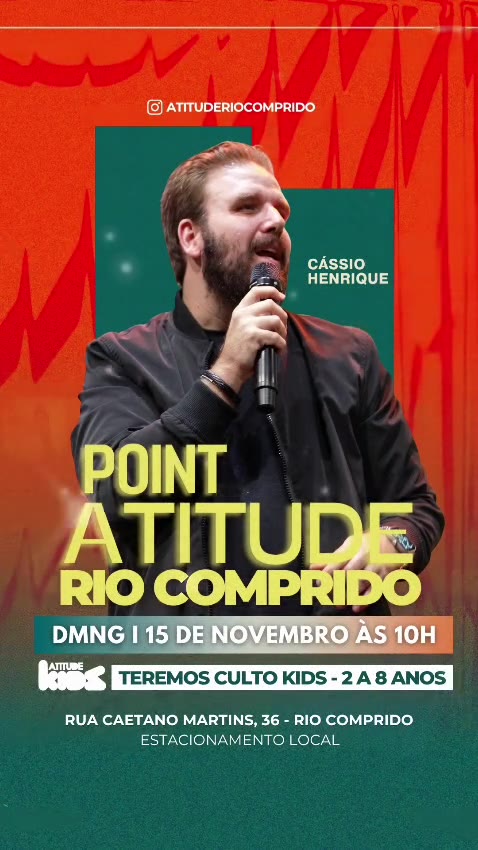 ATITUDERIOCOMPRIDO
CÁSSIO
HENRIQUE
POINT
ATITUDE
RIO COMPRIDO
DMNG | 15 DE NOVEMBRO ÀS 10H
ATITUDE
KIDS
TEREMOS CULTO KIDS - 2 A 8 ANOS
RUA CAETANO MARTINS, 36 - RIO COMPRIDO
ESTACIONAMENTO LOCAL